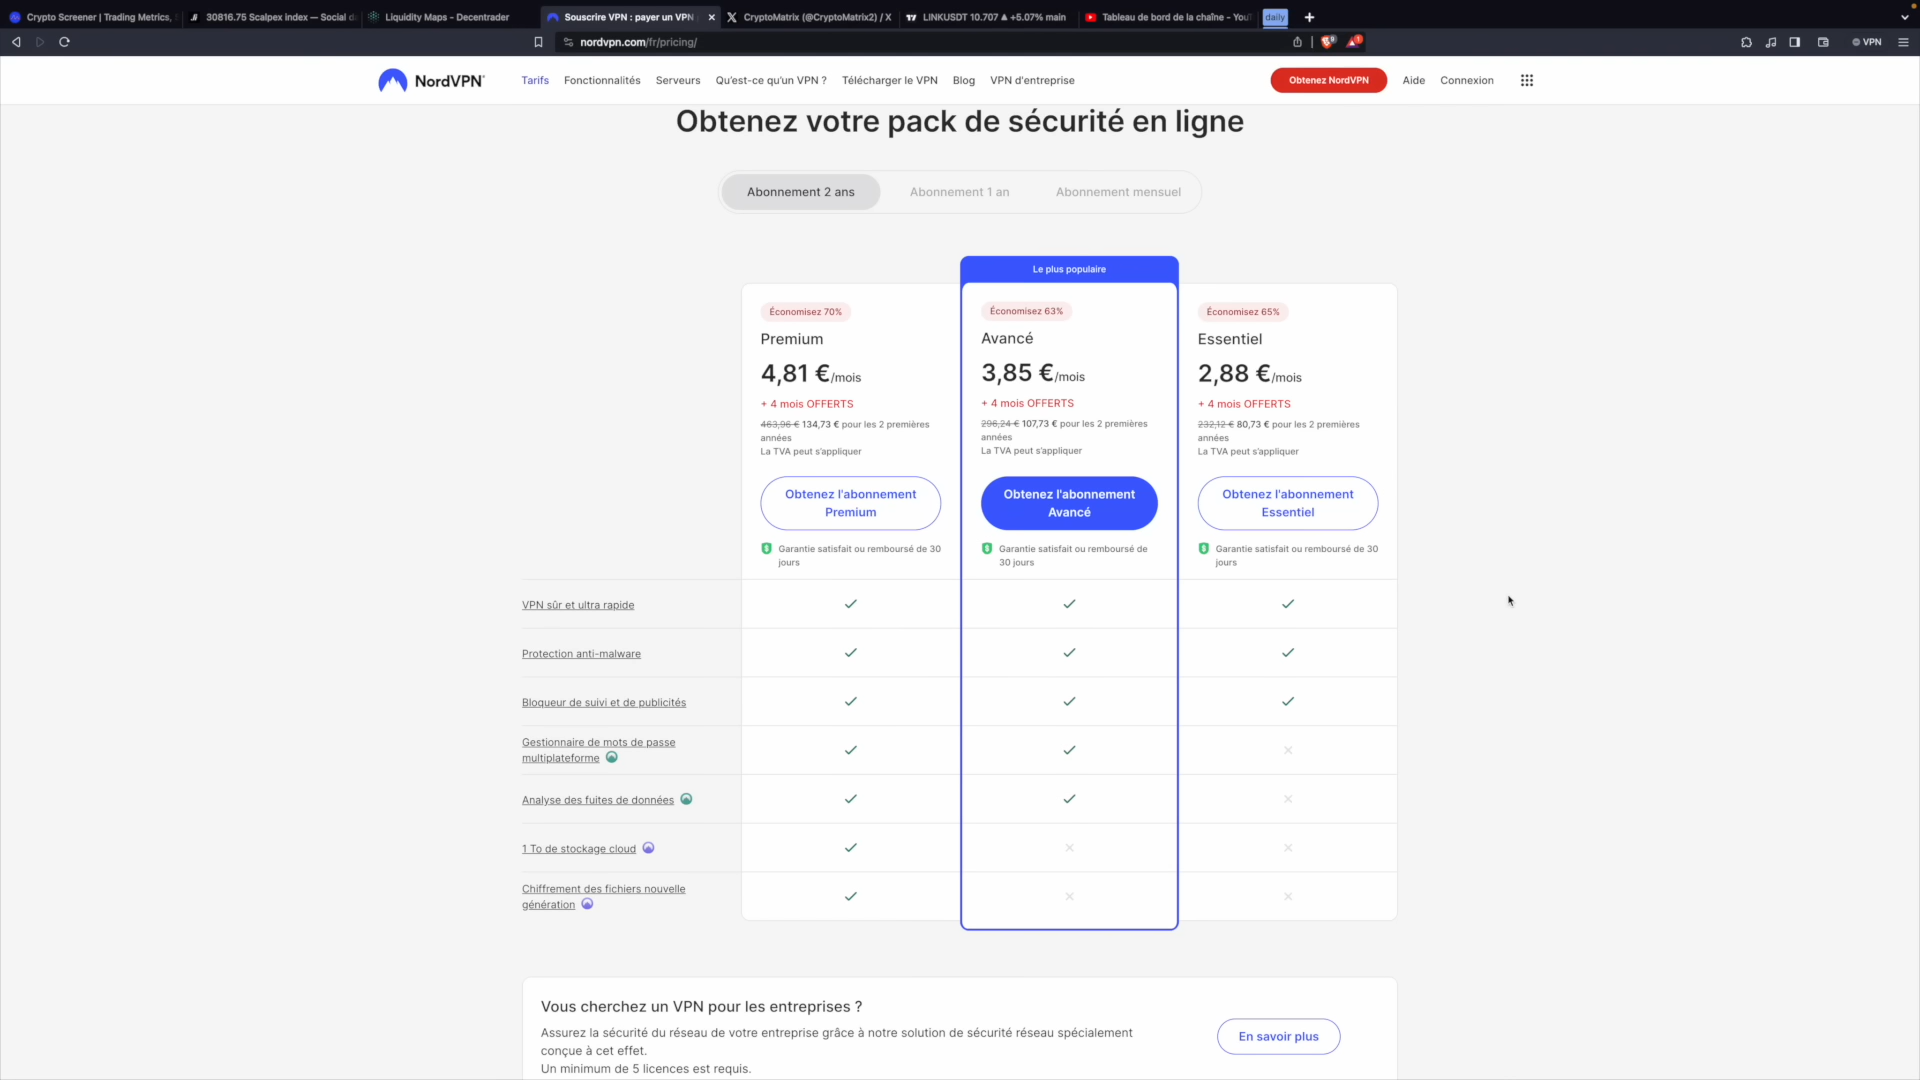 Crypto Screener | Trading Metrics,
30816.75 Scalpex index — Social d
Liquidity Maps - Decentrader
Souscrire VPN : payer un VPN
CryptoMatrix (@CryptoMatrix2) / X
LINKUSDT 10.707 ▲ +5.07% main
Tableau de bord de la chaîne - YouT
daily
nordvpn.com/fr/pricing/
VPN
NordVPN
Tarifs
Fonctionnalités
Serveurs
Qu'est-ce qu'un VPN ?
Télécharger le VPN
Blog
VPN d'entreprise
Obtenez NordVPN
Aide
Connexion
Obtenez votre pack de sécurité en ligne
Abonnement 2 ans
Abonnement 1 an
Abonnement mensuel
Le plus populaire
Économisez 70%
Premium
4,81 €/mois
+ 4 mois OFFERTS
463,96 € 134,73 € pour les 2 premières
années
La TVA peut s'appliquer
Obtenez l'abonnement
Premium
Garantie satisfait ou remboursé de 30
jours
Économisez 63%
Avancé
3,85 €/mois
+ 4 mois OFFERTS
296,24 € 107,73 € pour les 2 premières
années
La TVA peut s'appliquer
Obtenez l'abonnement
Avancé
Garantie satisfait ou remboursé de
30 jours
Économisez 65%
Essentiel
2,88 €/mois
+ 4 mois OFFERTS
232,12 € 80,73 € pour les 2 premières
années
La TVA peut s'appliquer
Obtenez l'abonnement
Essentiel
Garantie satisfait ou remboursé de 30
jours
VPN sûr et ultra rapide
Protection anti-malware
Bloqueur de suivi et de publicités
Gestionnaire de mots de passe
multiplateforme
Analyse des fuites de données
1 To de stockage cloud
Chiffrement des fichiers nouvelle
génération
Vous cherchez un VPN pour les entreprises ?
Assurez la sécurité du réseau de votre entreprise grâce à notre solution de sécurité réseau spécialement
conçue à cet effet.
Un minimum de 5 licences est requis.
En savoir plus